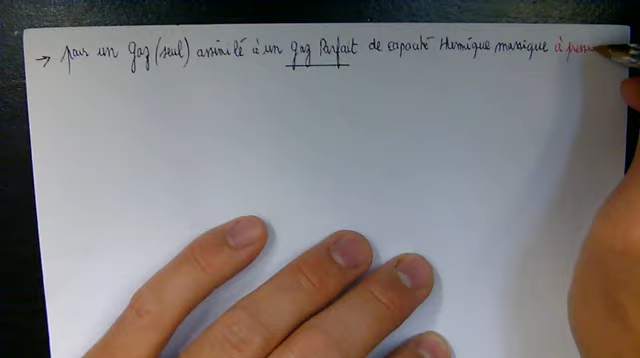 → pour un gaz (seul) assimilé à un gaz Parfait de capacité thermique massique à